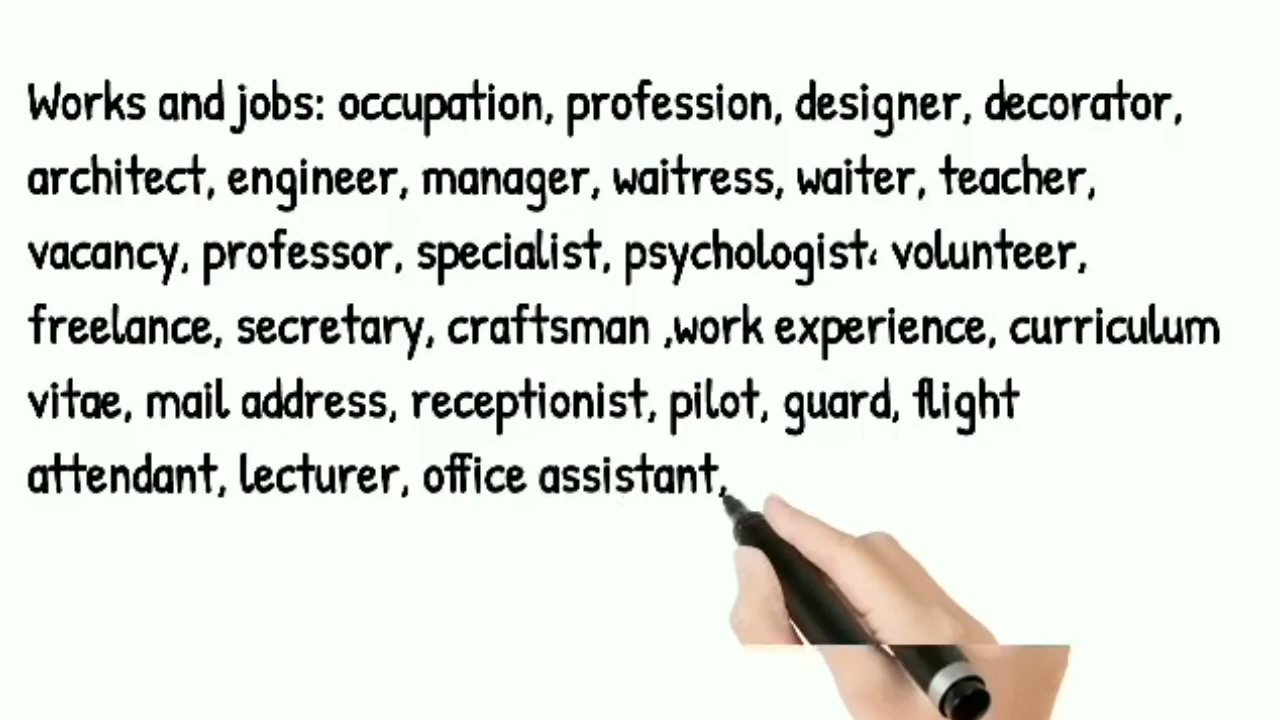 Works and jobs: occupation, profession, designer, decorator,
architect, engineer, manager, waitress, waiter, teacher,
vacancy, professor, specialist, psychologist، volunteer,
freelance, secretary, craftsman ,work experience, curriculum
vitae, mail address, receptionist, pilot, guard, flight
attendant, lecturer, office assistant,